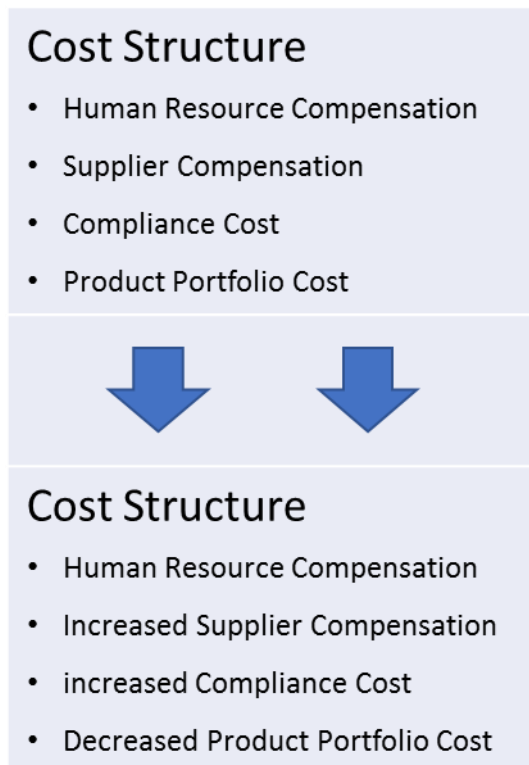 Cost Structure
• Human Resource Compensation
• Supplier Compensation
• Compliance Cost
• Product Portfolio Cost
Cost Structure
• Human Resource Compensation
• Increased Supplier Compensation
• increased Compliance Cost
• Decreased Product Portfolio Cost